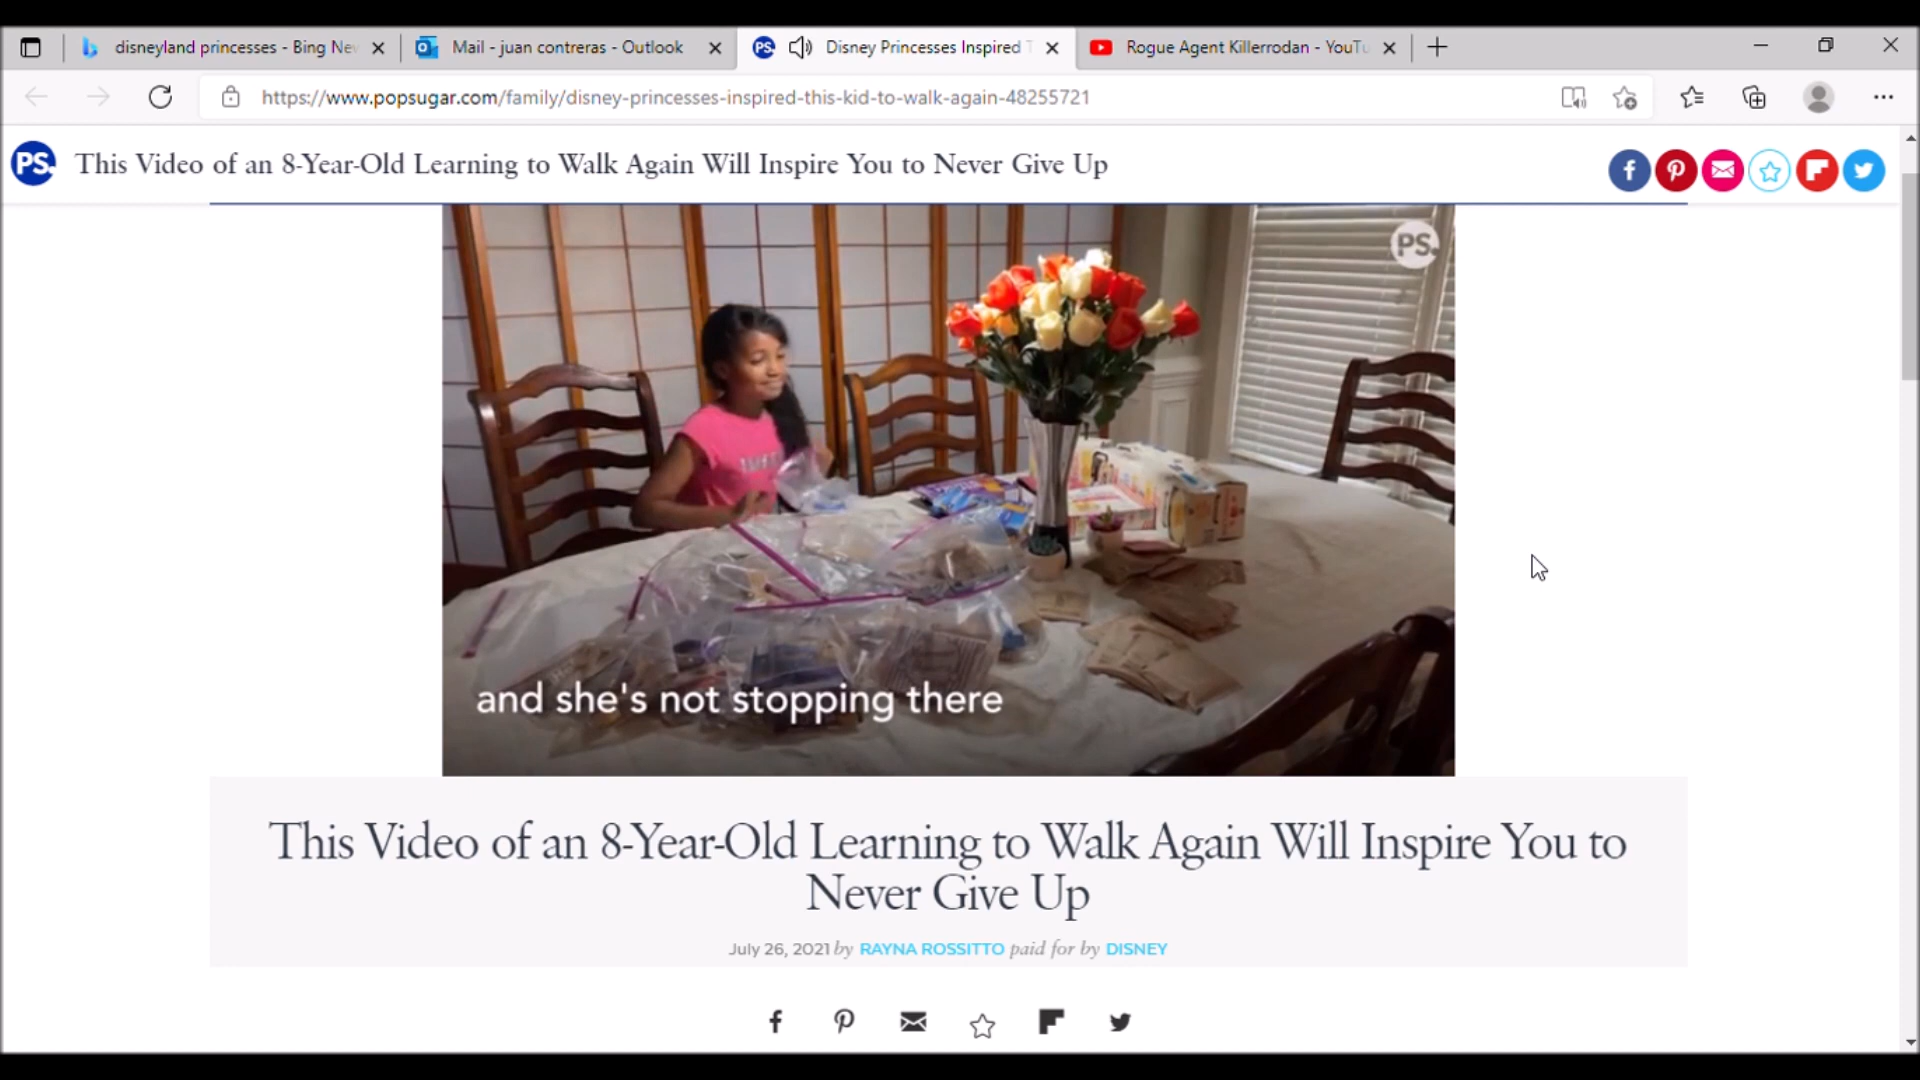 disneyland princesses - Bing Ne
Mail - juan contreras - Outlook
PS.
Disney Princesses Inspired T
Rogue Agent Killerrodan - YouTu
https://www.popsugar.com/family/disney-princesses-inspired-this-kid-to-walk-again-48255721
PS.
This Video of an 8-Year-Old Learning to Walk Again Will Inspire You to Never Give Up
PS.
and she's not stopping there
This Video of an 8-Year-Old Learning to Walk Again Will Inspire You to
Never Give Up
July 26, 2021 by RAYNA ROSSITTO paid for by DISNEY